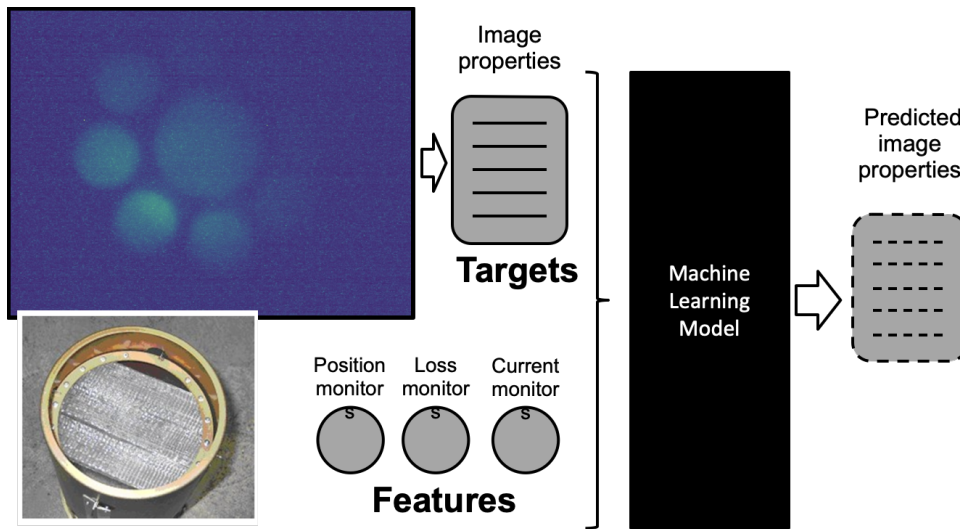 Image
properties
Targets
Position
monitor
s
Loss
monitor
s
Current
monitor
s
Features
Machine
Learning
Model
Predicted
image
properties